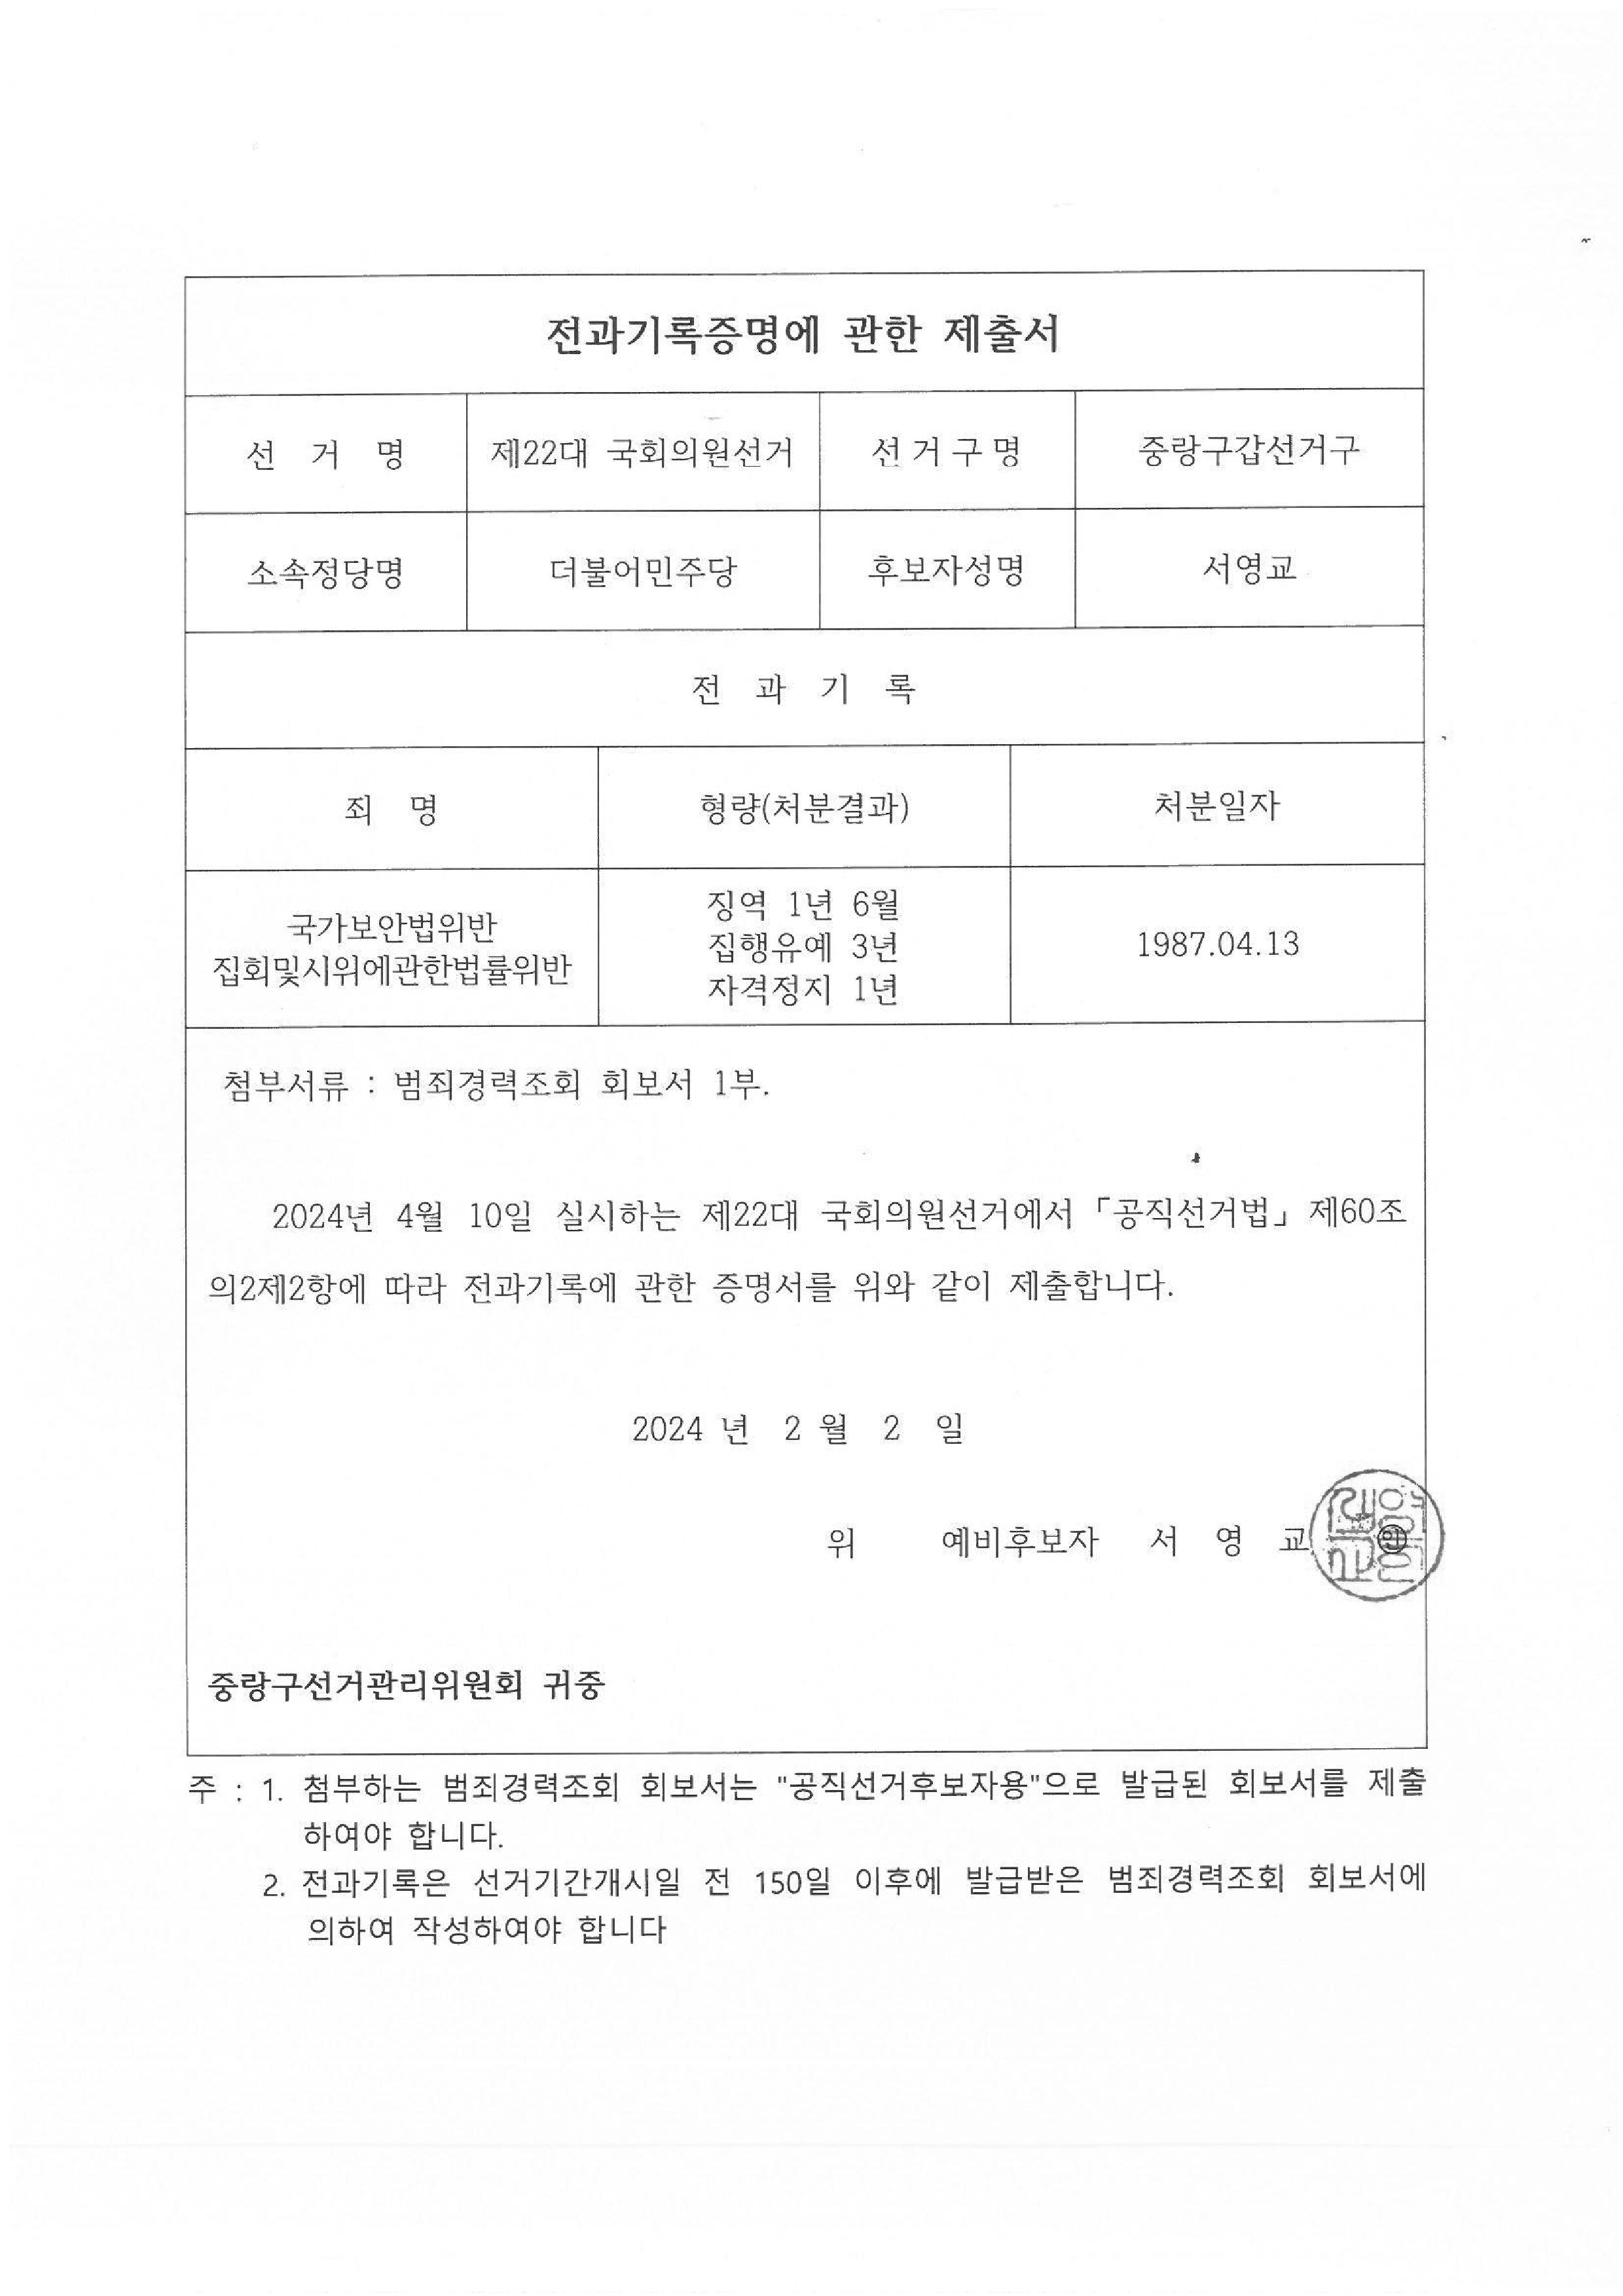 전과기록증명에 관한 제출서
선 거 명 제22대 국회의원선거 선거구명 중랑구갑선거구
소속정당명 더불어민주당 후보자성명 서영교
전 과 기 록
죄 명 형량(처분결과) 처분일자
국가보안법위반
집회및시위에관한법률위반
징역 1년 6월
집행유예 3년
자격정지 1년
1987.04.13
첨부서류 : 범죄경력조회 회보서 1부.
2024년 4월 10일 실시하는 제22대 국회의원선거에서 「공직선거법」 제60조
의2제2항에 따라 전과기록에 관한 증명서를 위와 같이 제출합니다.
2024 년 2 월 2 일
위 예비후보자 서 영 교 ㊞
중랑구선거관리위원회 귀중
주 : 1. 첨부하는 범죄경력조회 회보서는 "공직선거후보자용"으로 발급된 회보서를 제출
하여야 합니다.
2. 전과기록은 선거기간개시일 전 150일 이후에 발급받은 범죄경력조회 회보서에
의하여 작성하여야 합니다